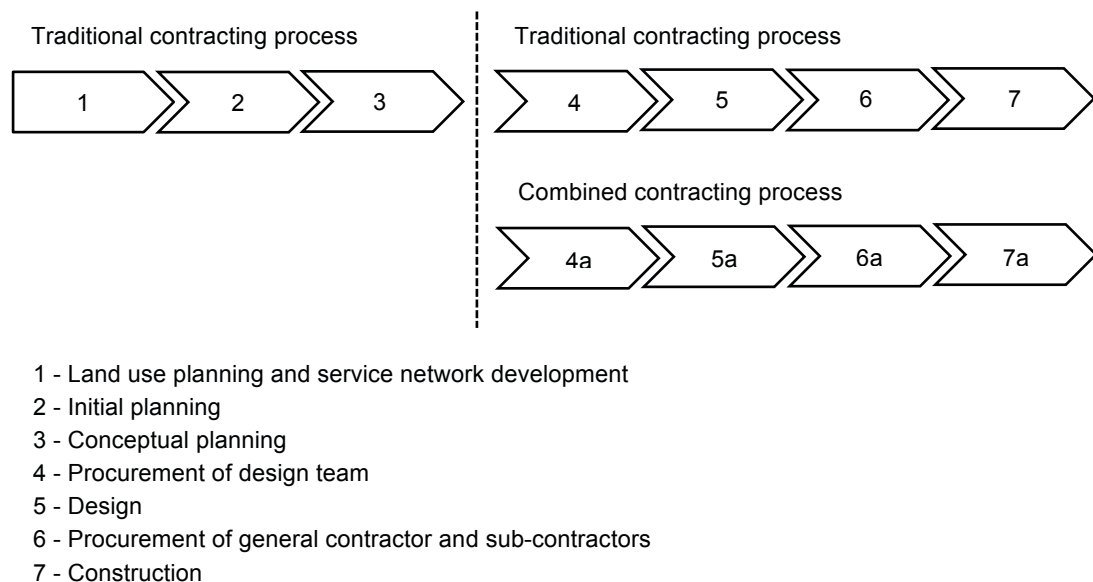 Traditional contracting process
1
2
3
Traditional contracting process
4
5
6
7
Combined contracting process
4a
5a
6a
7a
1 - Land use planning and service network development
2 - Initial planning
3 - Conceptual planning
4 - Procurement of design team
5 - Design
6 - Procurement of general contractor and sub-contractors
7 - Construction